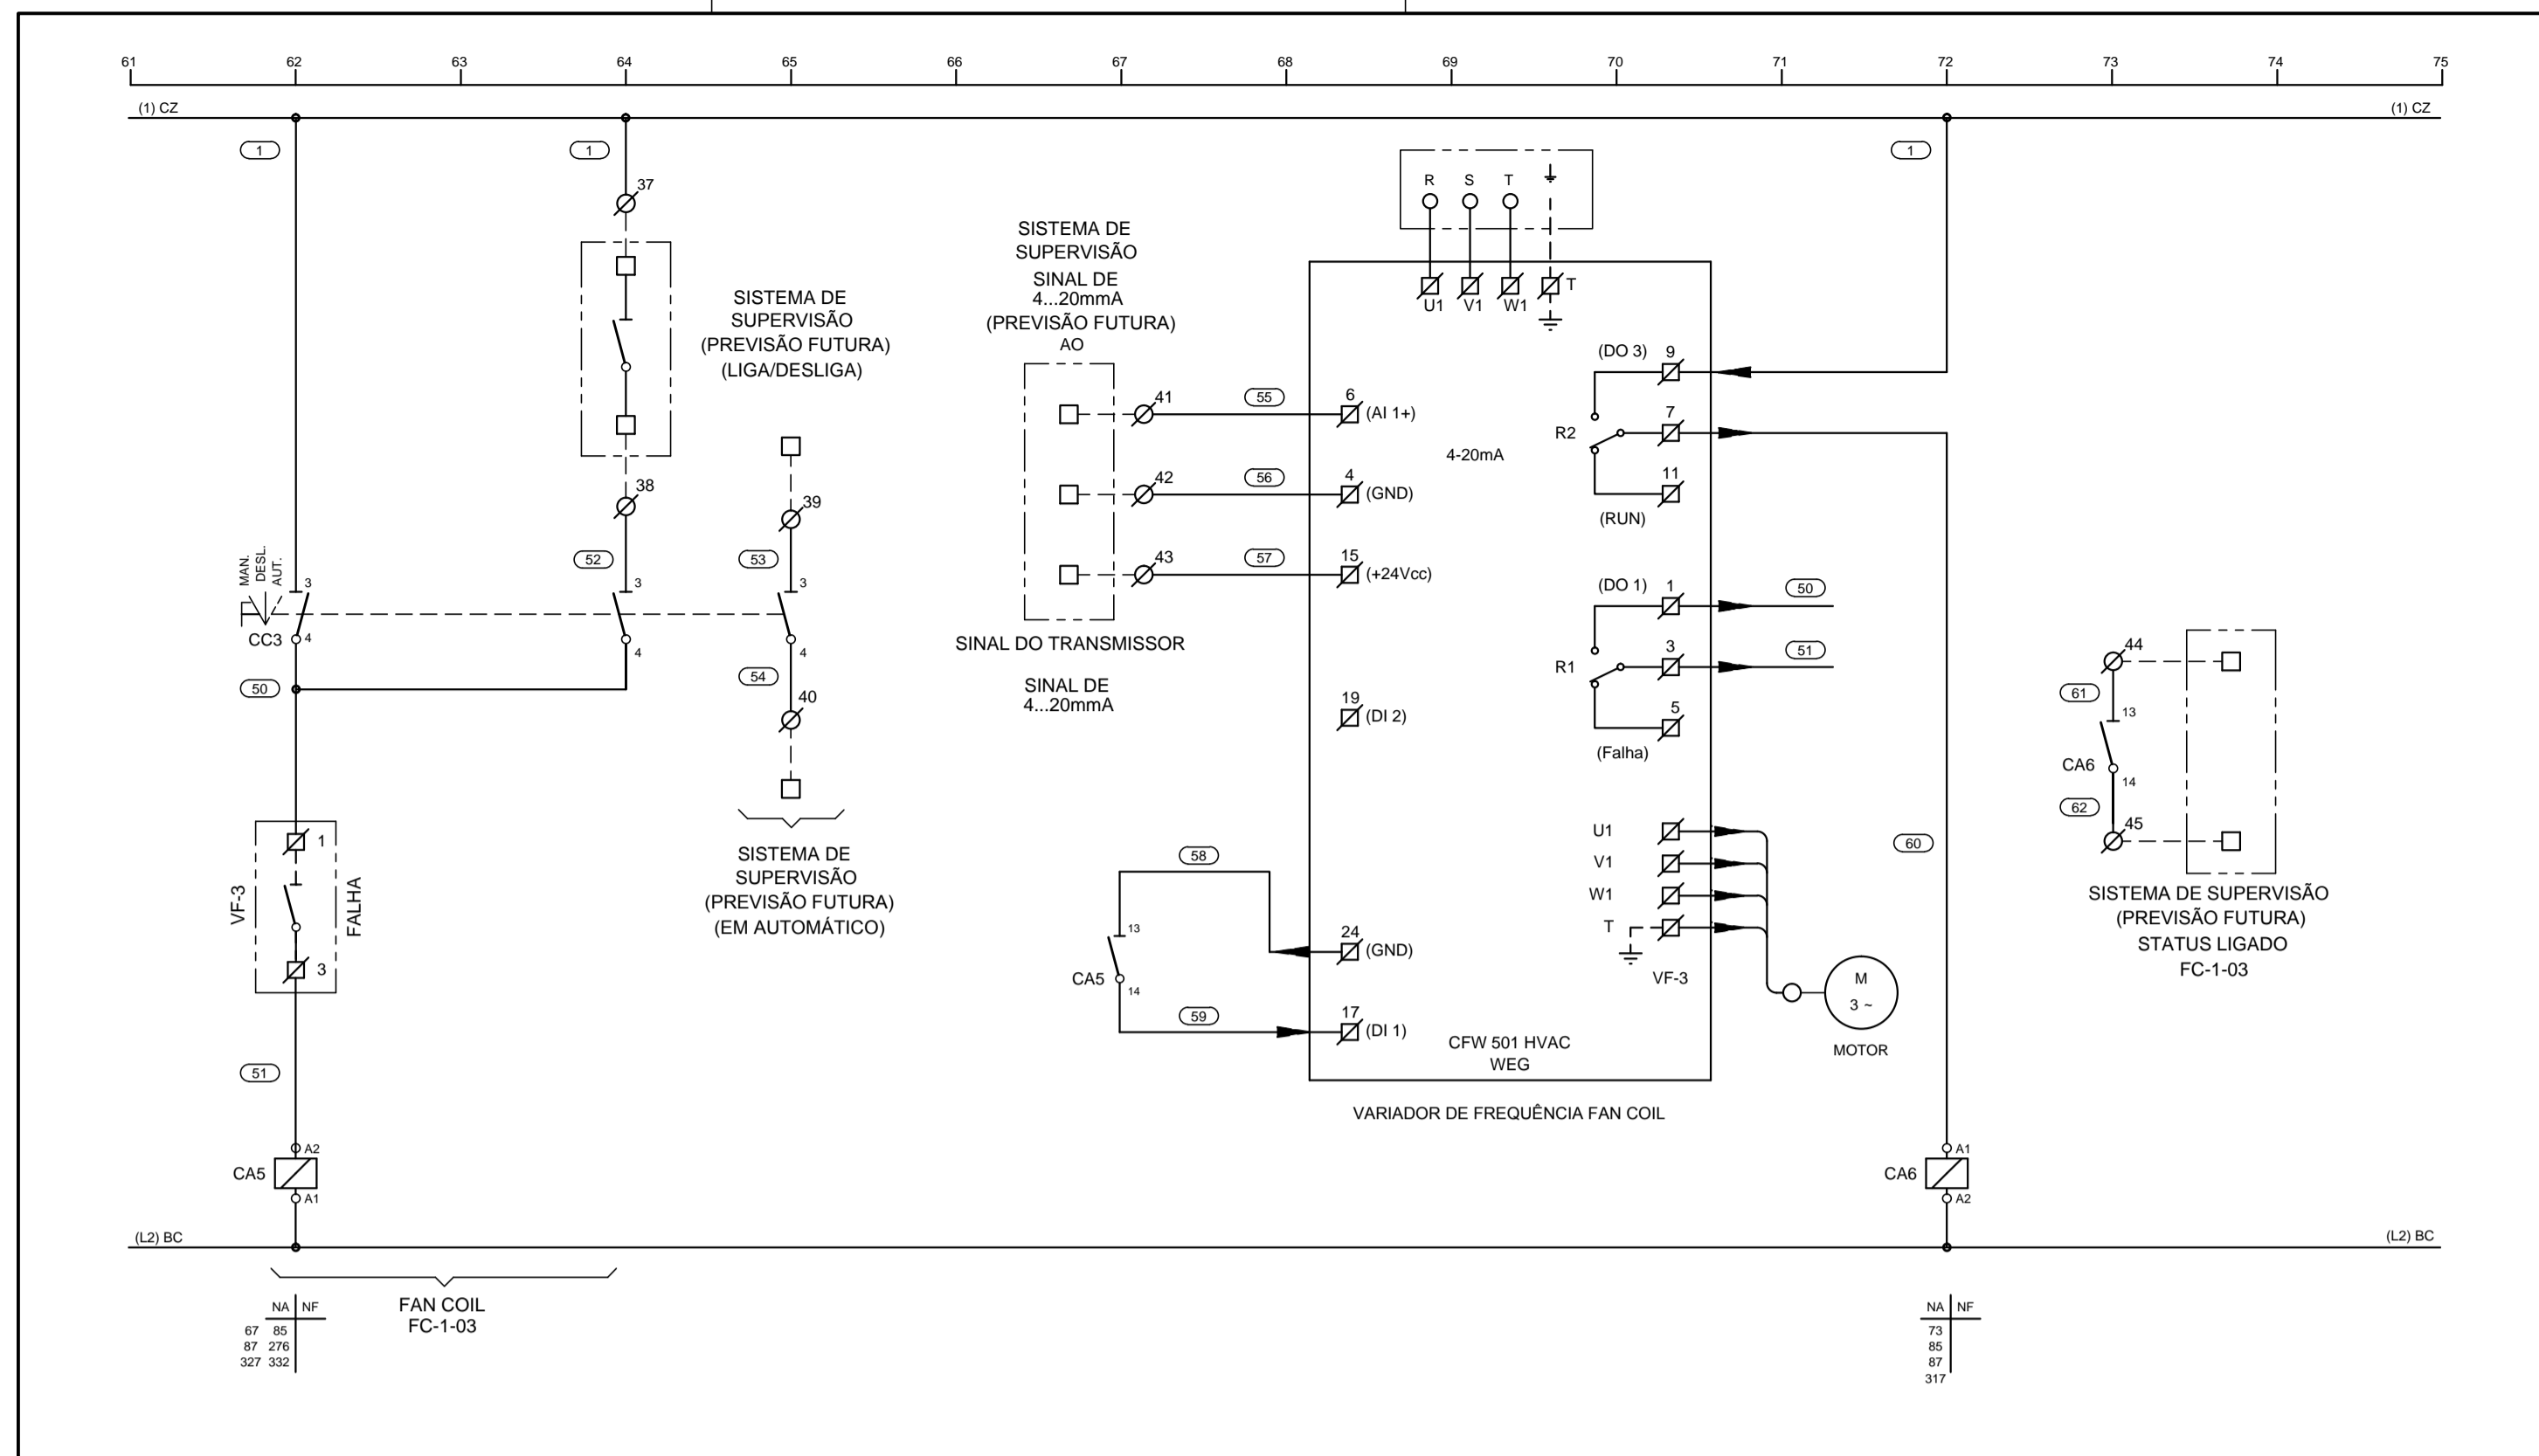 61 62 63 64 65 66 67 68 69 70 71 72 73 74 75
(1) CZ (1) CZ
1 1 1
37
38
39
52
53
MAN.
DESL.
AUT.
3
CC3
4
3
4
3
4
50
54
40
SISTEMA DE
SUPERVISÃO
(PREVISÃO FUTURA)
(LIGA/DESLIGA)
SISTEMA DE
SUPERVISÃO
(PREVISÃO FUTURA)
(EM AUTOMÁTICO)
VF-3
1
3
FALHA
51
A2
CA5
A1
SISTEMA DE
SUPERVISÃO
SINAL DE
4...20mmA
(PREVISÃO FUTURA)
AO
41 55 6 (AI 1+)
42 56 4 (GND)
43 57 15 (+24Vcc)
SINAL DO TRANSMISSOR
SINAL DE
4...20mmA
19 (DI 2)
58
13
CA5
14
24 (GND)
59
17 (DI 1)
R S T
U1 V1 W1 T
4-20mA
(DO 3) 9
R2 7
11
(RUN)
(DO 1) 1 50
R1 3 51
5
(Falha)
U1
V1
W1
T
VF-3
CFW 501 HVAC
WEG
VARIADOR DE FREQUÊNCIA FAN COIL
M
3 ~
MOTOR
60
A1
CA6
A2
44
61
13
CA6
14
62
45
SISTEMA DE SUPERVISÃO
(PREVISÃO FUTURA)
STATUS LIGADO
FC-1-03
(L2) BC (L2) BC
FAN COIL
FC-1-03
NA NF
67 85
87 276
327 332
NA NF
73
85
87
317